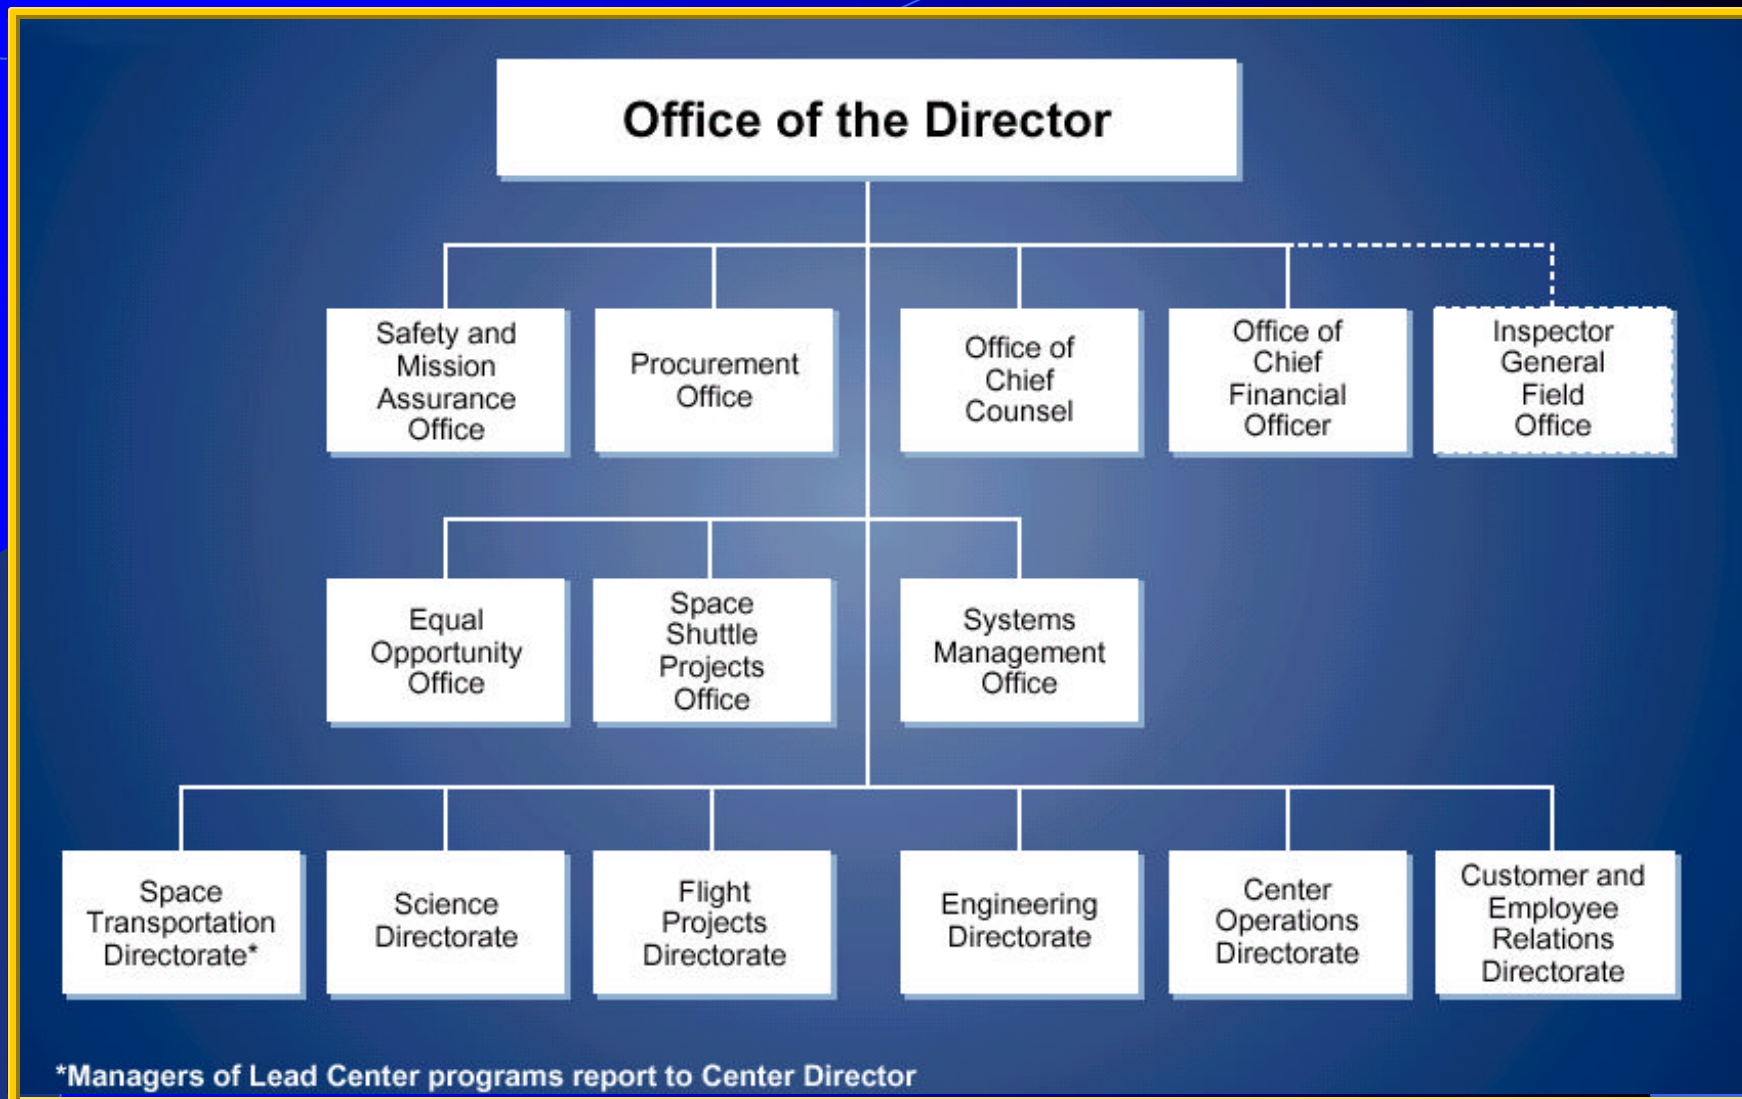 Office of the Director
Safety and
Mission
Assurance
Office
Procurement
Office
Office of
Chief
Counsel
Office of
Chief
Financial
Officer
Inspector
General
Field
Office
Equal
Opportunity
Office
Space
Shuttle
Projects
Office
Systems
Management
Office
Space
Transportation
Directorate*
Science
Directorate
Flight
Projects
Directorate
Engineering
Directorate
Center
Operations
Directorate
Customer and
Employee
Relations
Directorate
*Managers of Lead Center programs report to Center Director